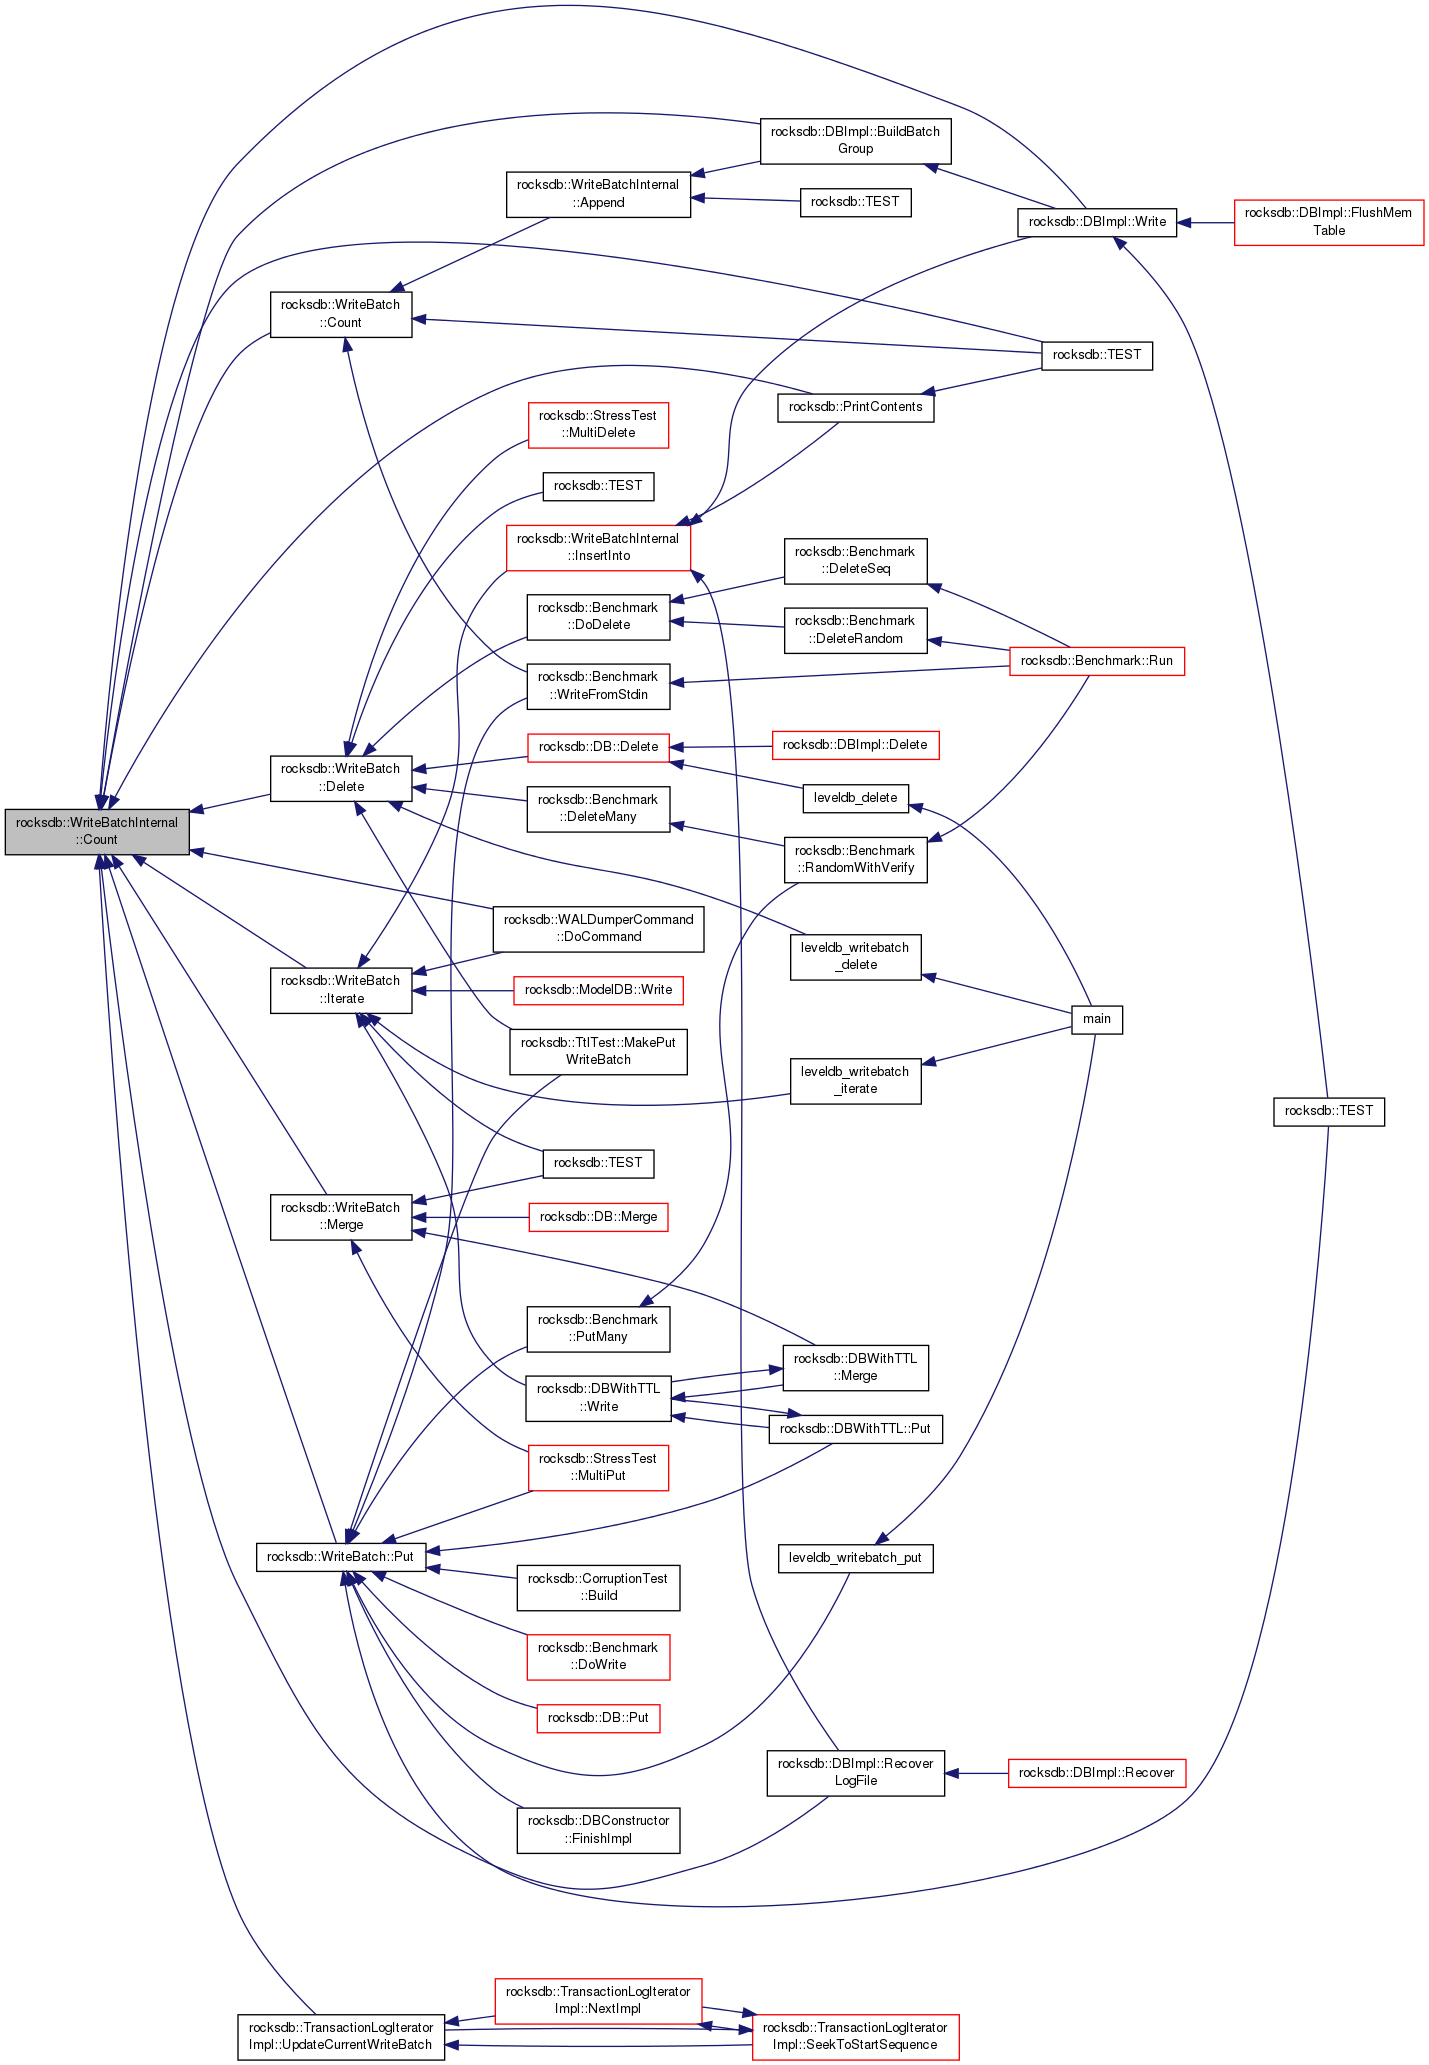 rocksdb::DBImpl::BuildBatch
Group
rocksdb::WriteBatchInternal
::Append
rocksdb::TEST
rocksdb::DBImpl::Write
rocksdb::DBImpl::FlushMem
Table
rocksdb::WriteBatch
::Count
rocksdb::TEST
rocksdb::PrintContents
rocksdb::StressTest
::MultiDelete
rocksdb::TEST
rocksdb::WriteBatchInternal
::InsertInto
rocksdb::Benchmark
::DeleteSeq
rocksdb::Benchmark
::DoDelete
rocksdb::Benchmark
::DeleteRandom
rocksdb::Benchmark::Run
rocksdb::Benchmark
::WriteFromStdin
rocksdb::DB::Delete
rocksdb::DBImpl::Delete
rocksdb::WriteBatch
::Delete
rocksdb::Benchmark
::DeleteMany
leveldb_delete
rocksdb::WriteBatchInternal
::Count
rocksdb::Benchmark
::RandomWithVerify
rocksdb::WALDumperCommand
::DoCommand
leveldb_writebatch
_delete
rocksdb::WriteBatch
::Iterate
rocksdb::ModelDB::Write
main
rocksdb::TtlTest::MakePut
WriteBatch
leveldb_writebatch
_iterate
rocksdb::TEST
rocksdb::TEST
rocksdb::WriteBatch
::Merge
rocksdb::DB::Merge
rocksdb::Benchmark
::PutMany
rocksdb::DBWithTTL
::Merge
rocksdb::DBWithTTL
::Write
rocksdb::DBWithTTL::Put
rocksdb::StressTest
::MultiPut
rocksdb::WriteBatch::Put
leveldb_writebatch_put
rocksdb::CorruptionTest
::Build
rocksdb::Benchmark
::DoWrite
rocksdb::DB::Put
rocksdb::DBImpl::Recover
LogFile
rocksdb::DBImpl::Recover
rocksdb::DBConstructor
::FinishImpl
rocksdb::TransactionLogIterator
Impl::NextImpl
rocksdb::TransactionLogIterator
Impl::UpdateCurrentWriteBatch
rocksdb::TransactionLogIterator
Impl::SeekToStartSequence